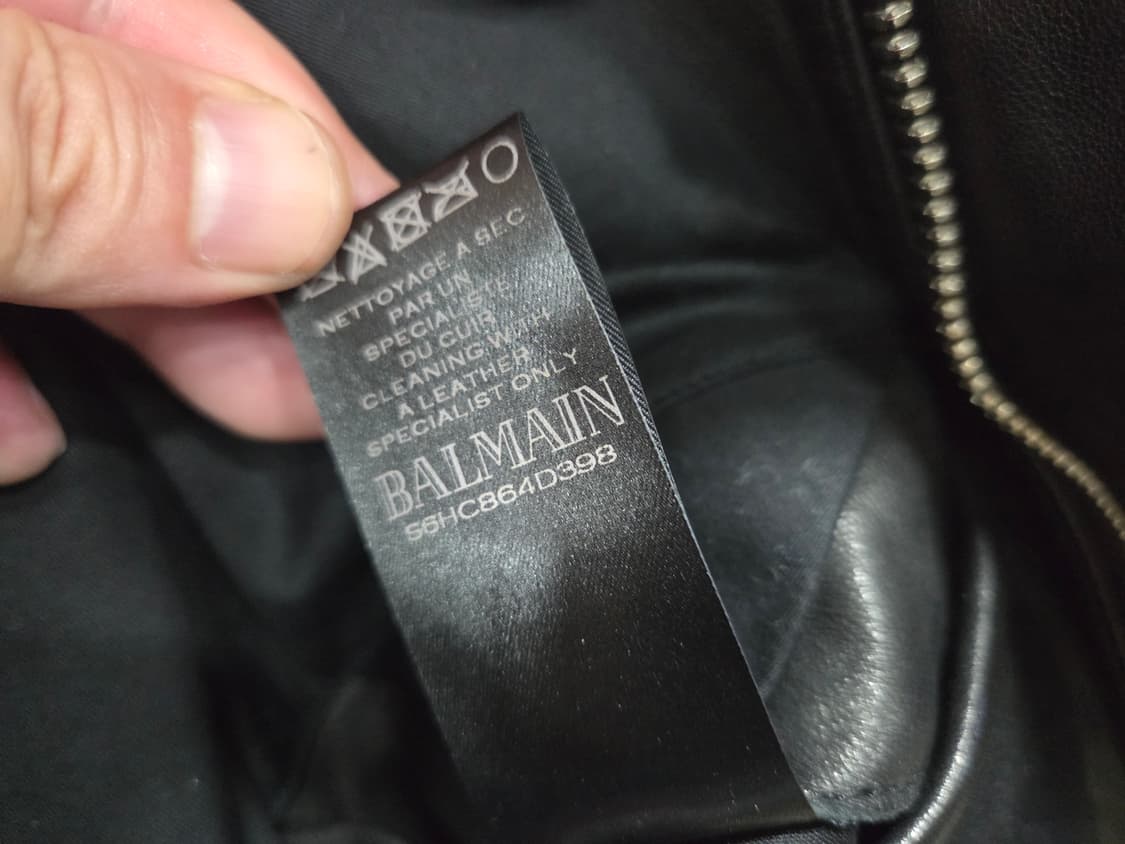 NETTOYAGE A SEC
PAR UN
SPECIALISTE
DU CUIR
CLEANING WITH
A LEATHER
SPECIALIST ONLY
BALMAIN
S6HC864D398